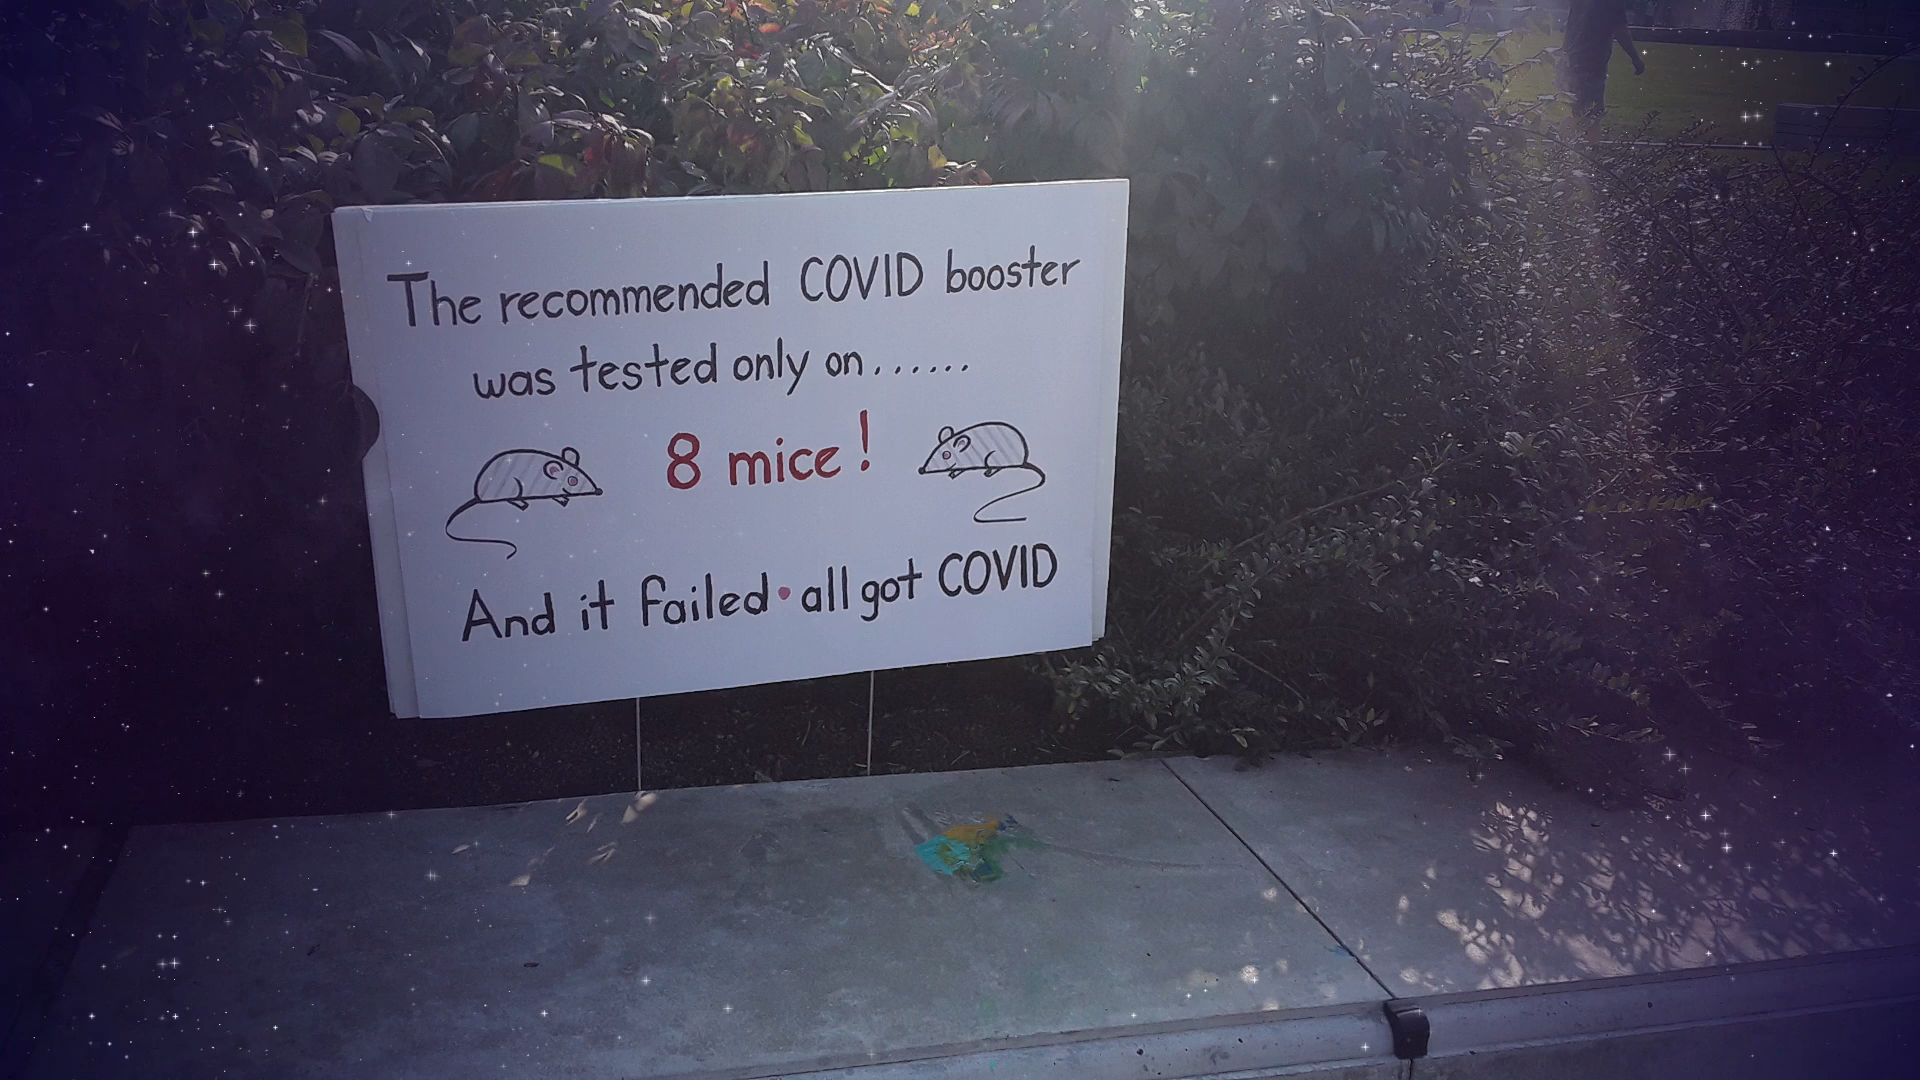 The recommended COVID booster
was tested only on......
8 mice!
And it failed • all got COVID